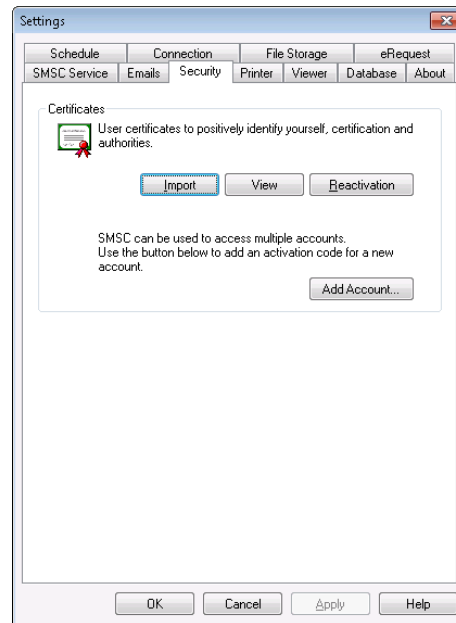 Settings
Schedule
Connection
File Storage
eRequest
SMSC Service
Emails
Security
Printer
Viewer
Database
About
Certificates
User certificates to positively identify yourself, certification and
authorities.
Import
View
Reactivation
SMSC can be used to access multiple accounts.
Use the button below to add an activation code for a new
account.
Add Account...
OK
Cancel
Apply
Help